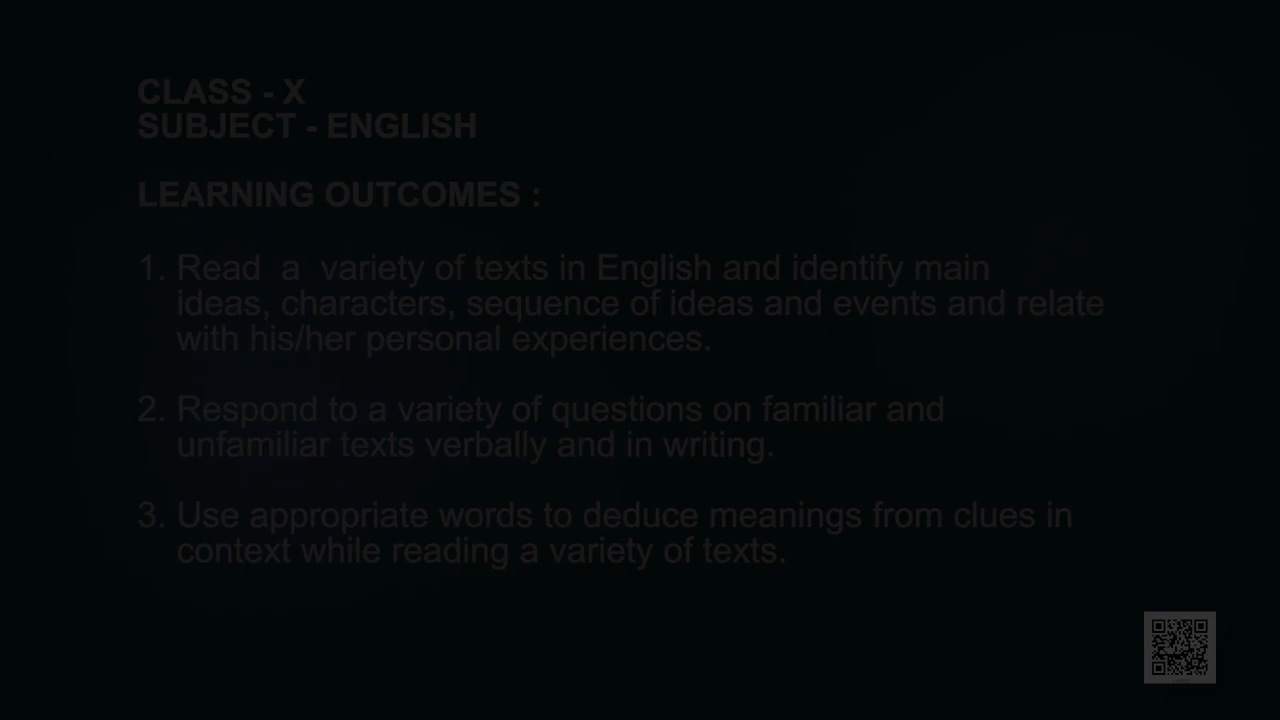 CLASS - X
SUBJECT - ENGLISH
LEARNING OUTCOMES :
1. Read a variety of texts in English and identify main
ideas, characters, sequence of ideas and events and relate
with his/her personal experiences.
2. Respond to a variety of questions on familiar and
unfamiliar texts verbally and in writing.
3. Use appropriate words to deduce meanings from clues in
context while reading a variety of texts.